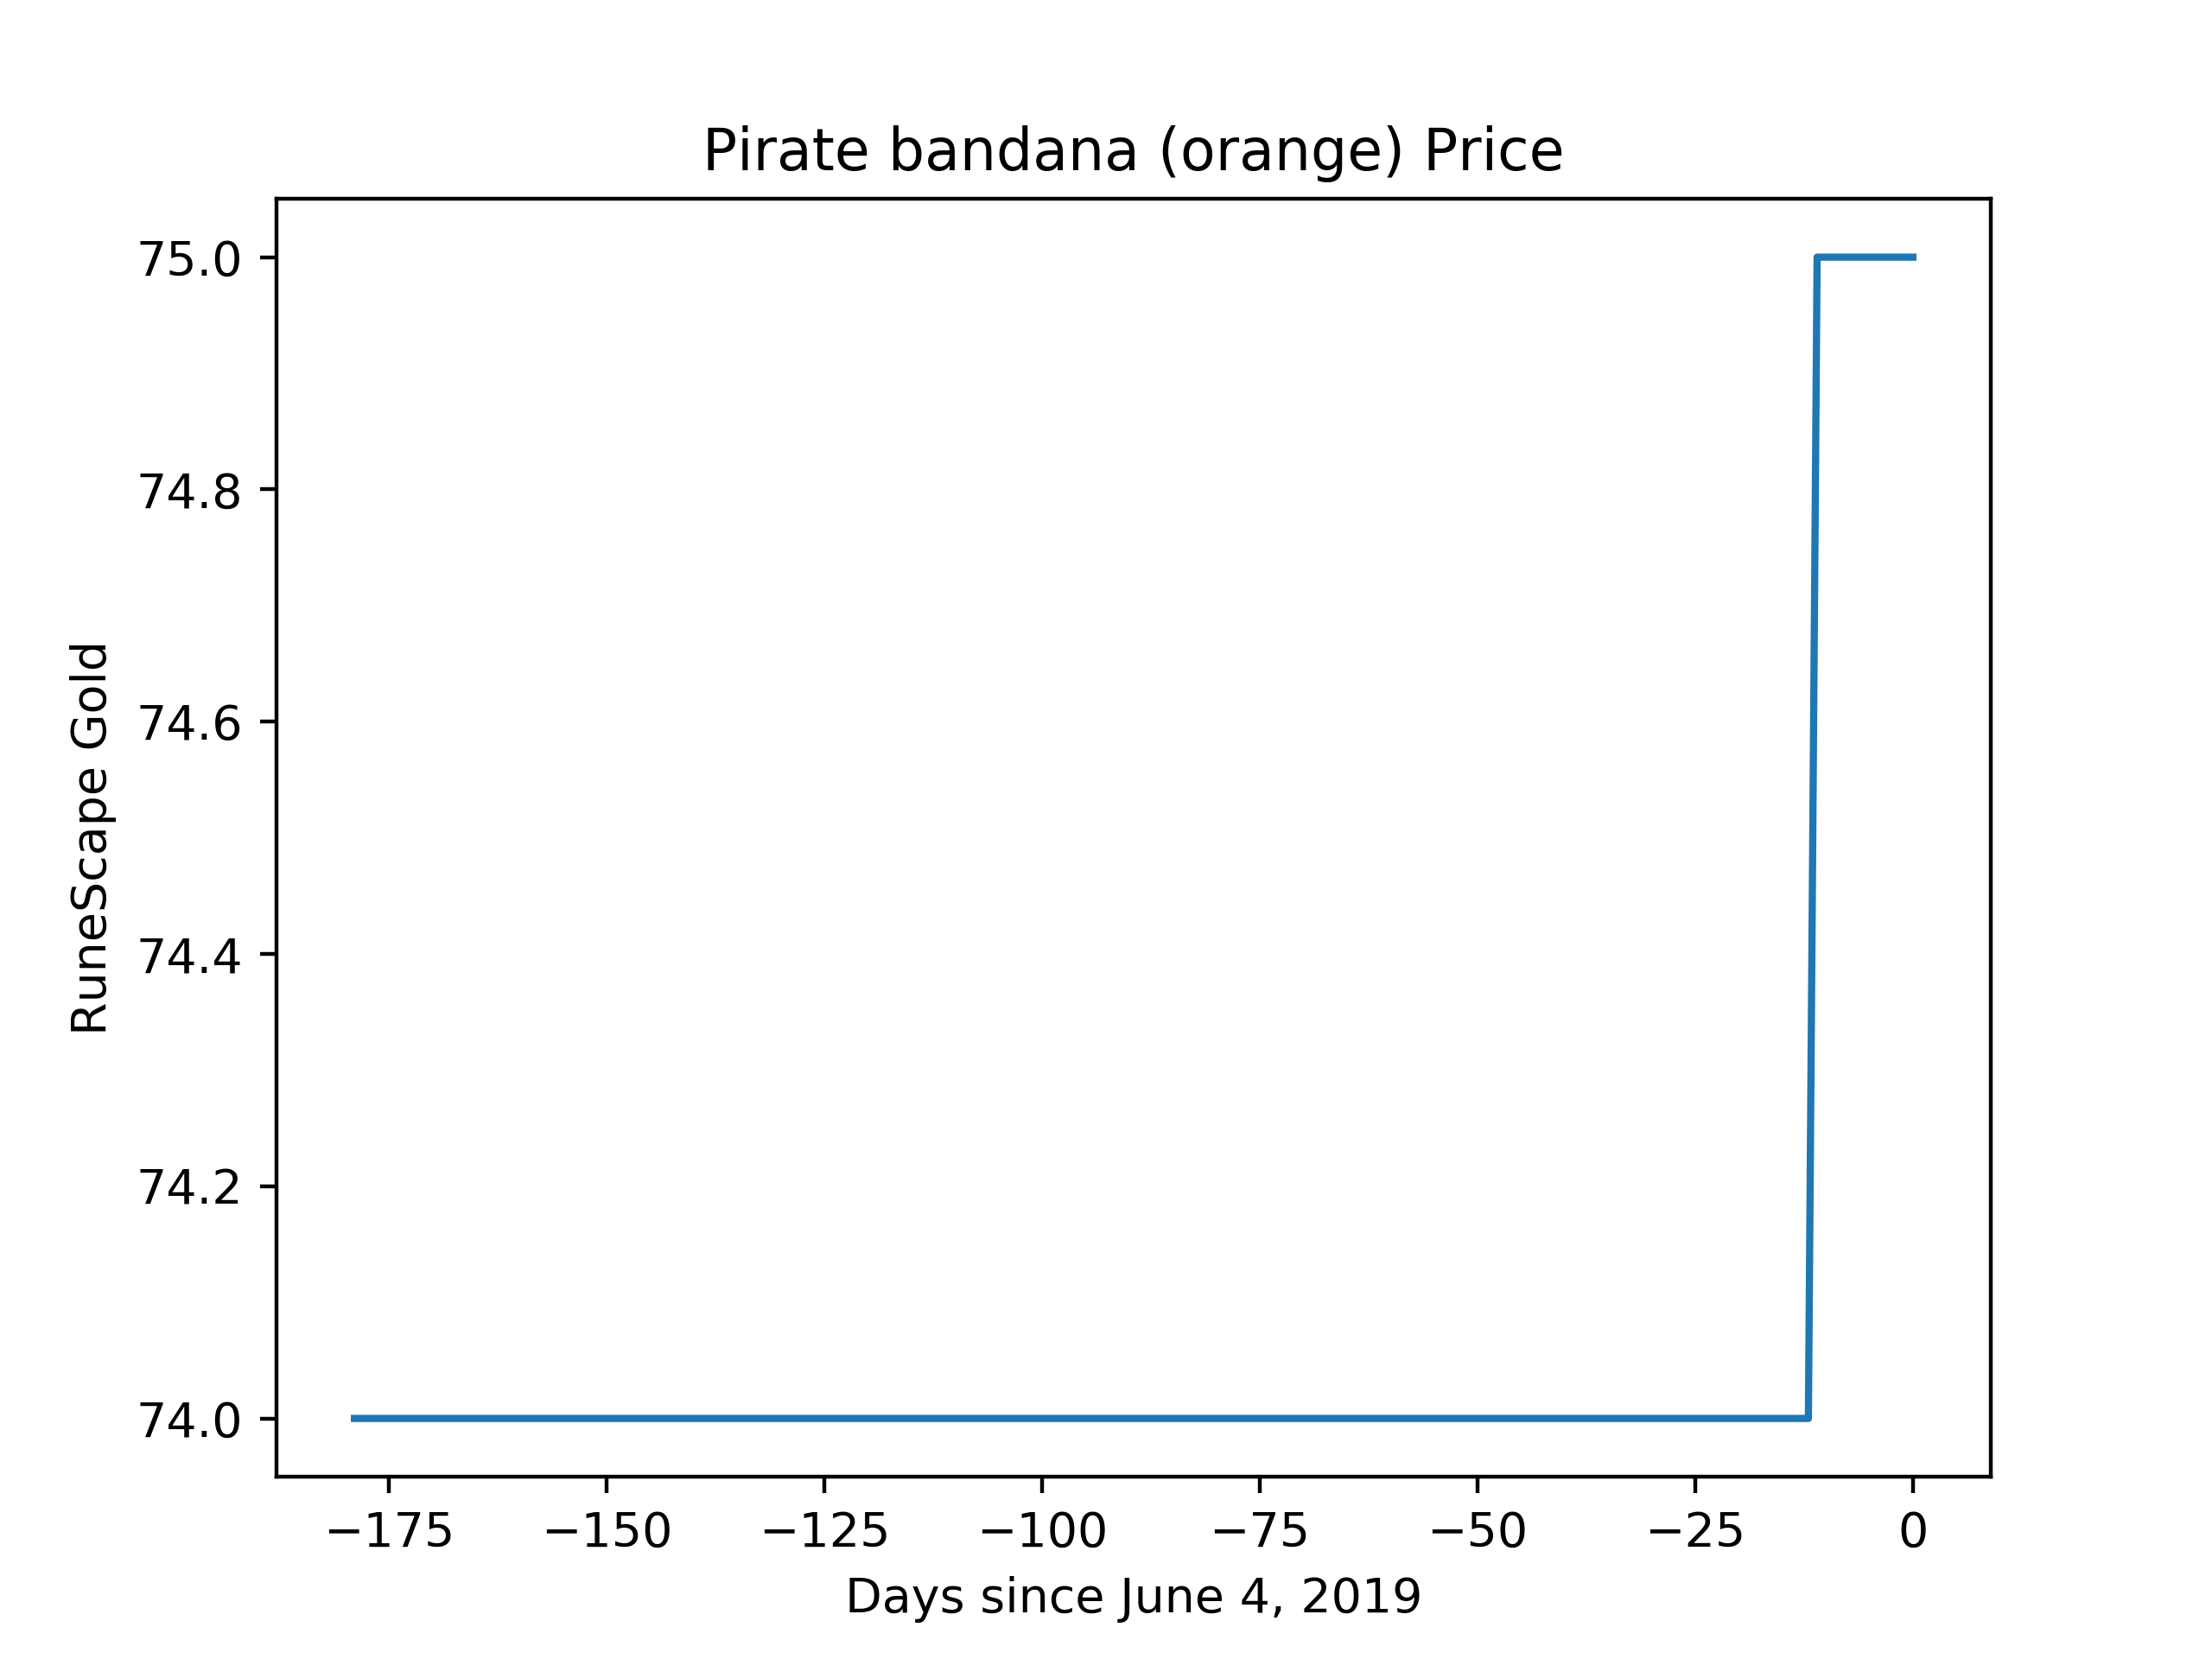 Pirate bandana (orange) Price
75.0
74.8
74.6
74.4
74.2
74.0
RuneScape Gold
−175 −150 −125 −100 −75 −50 −25 0
Days since June 4, 2019